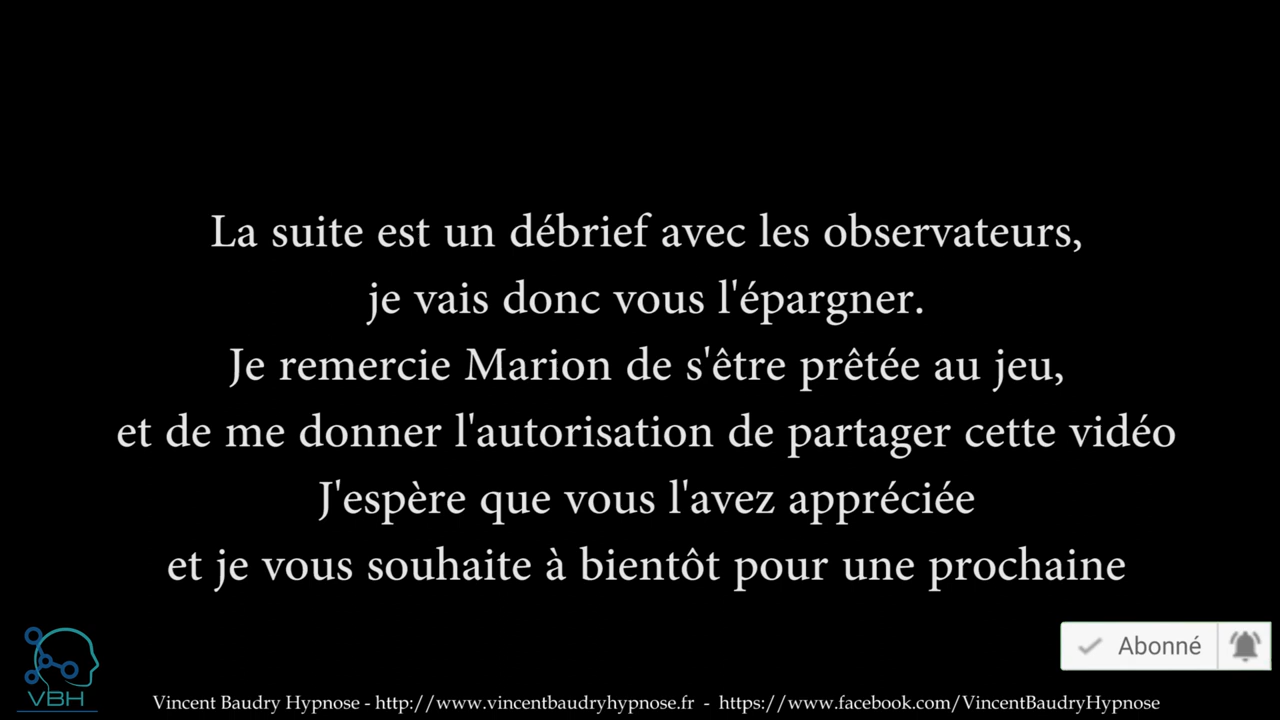 La suite est un débrief avec les observateurs,
je vais donc vous l'épargner.
Je remercie Marion de s'être prêtée au jeu,
et de me donner l'autorisation de partager cette vidéo
J'espère que vous l'avez appréciée
et je vous souhaite à bientôt pour une prochaine
Abonné
VBH
Vincent Baudry Hypnose - http://www.vincentbaudryhypnose.fr - https://www.facebook.com/VincentBaudryHypnose